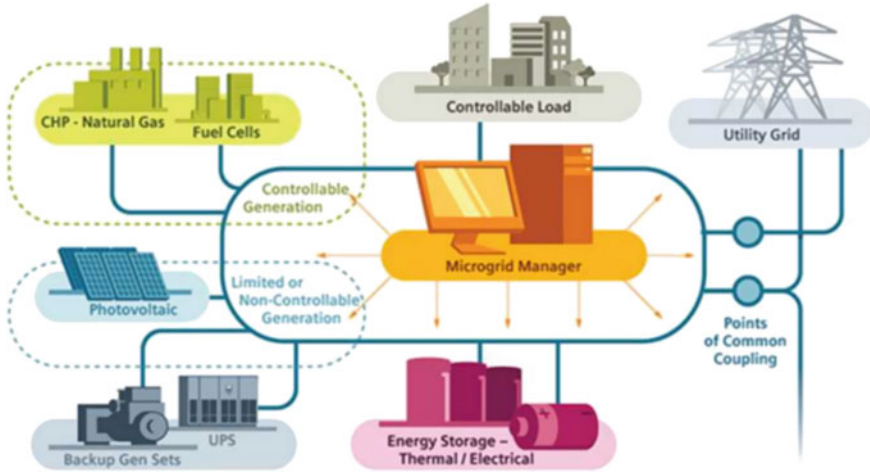 CHP - Natural Gas
Fuel Cells
Controllable Load
Utility Grid
Controllable
Generation
Microgrid Manager
Photovoltaic
Limited or
Non-Controllable
Generation
Points
of Common
Coupling
Backup Gen Sets
UPS
Energy Storage –
Thermal / Electrical